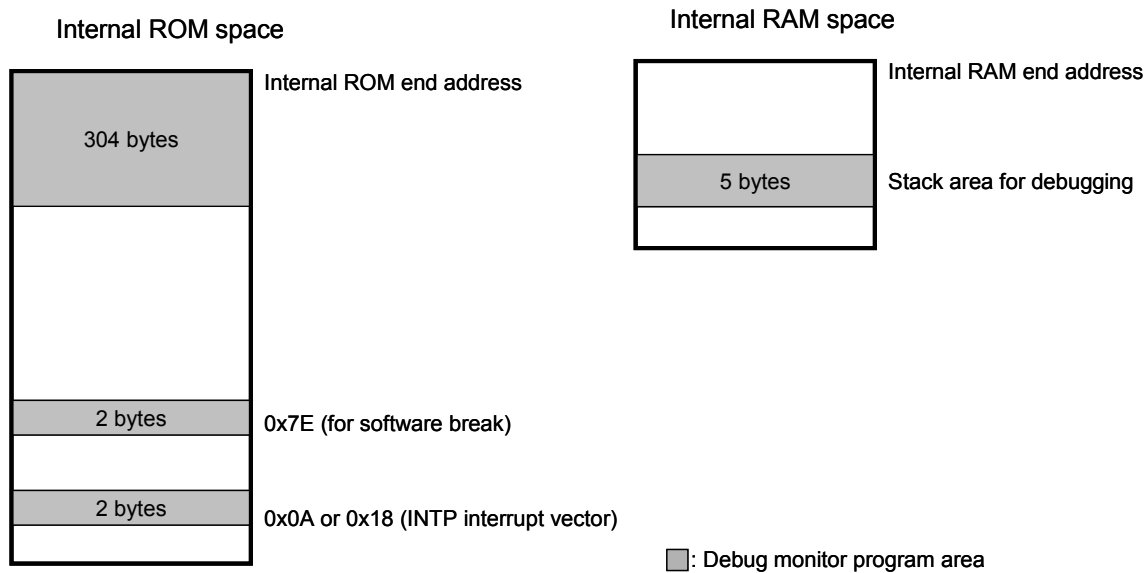 Internal ROM space
Internal ROM end address
304 bytes
2 bytes
0x7E (for software break)
2 bytes
0x0A or 0x18 (INTP interrupt vector)
Internal RAM space
Internal RAM end address
5 bytes
Stack area for debugging
: Debug monitor program area